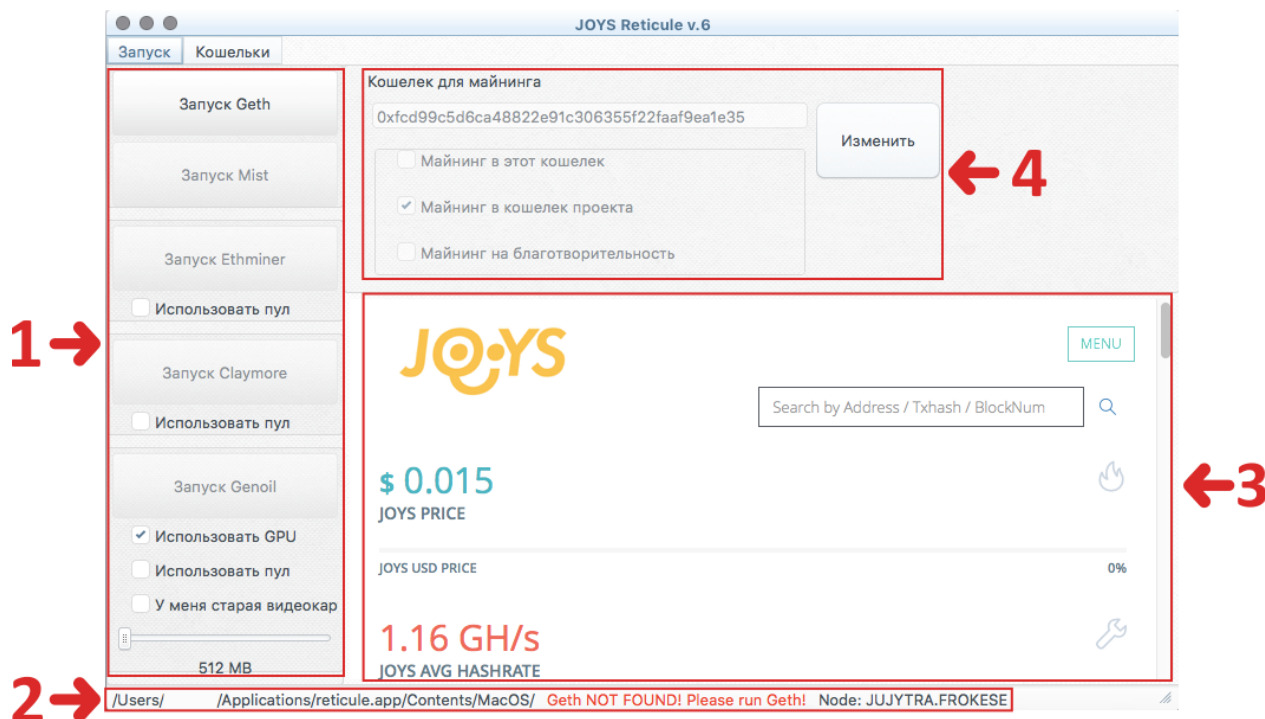 JOYS Reticule v.6
Запуск Кошельки
Запуск Geth
Запуск Mist
Запуск Ethminer
Использовать пул
Запуск Claymore
Использовать пул
Запуск Genoil
Использовать GPU
Использовать пул
У меня старая видеокар
512 MB
1
Кошелек для майнинга
0xfcd99c5d6ca48822e91c306355f22faaf9ea1e35
Изменить
Майнинг в этот кошелек
Майнинг в кошелек проекта
Майнинг на благотворительность
4
JOYS
MENU
Search by Address / Txhash / BlockNum
$ 0.015
JOYS PRICE
JOYS USD PRICE 0%
1.16 GH/s
JOYS AVG HASHRATE
3
2
/Users/ /Applications/reticule.app/Contents/MacOS/ Geth NOT FOUND! Please run Geth! Node: JUJYTRA.FROKESE